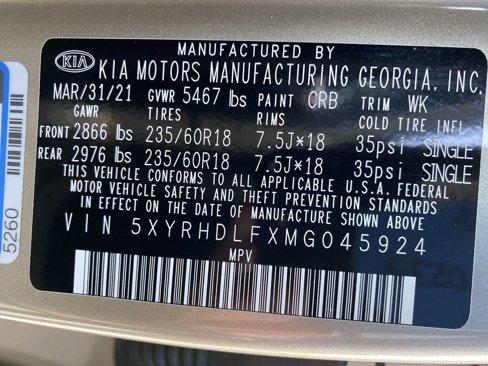 MANUFACTURED BY
KIA KIA MOTORS MANUFACTURING GEORGIA, INC.
MAR/31/21 GVWR 5467 lbs PAINT CRB TRIM WK
GAWR TIRES RIMS COLD TIRE INFL
FRONT 2866 lbs 235/60R18 7.5J×18 35psi SINGLE
REAR 2976 lbs 235/60R18 7.5J×18 35psi SINGLE
THIS VEHICLE CONFORMS TO ALL APPLICABLE U.S.A. FEDERAL
MOTOR VEHICLE SAFETY AND THEFT PREVENTION STANDARDS
IN EFFECT ON THE DATE OF MANUFACTURE SHOWN ABOVE
VIN 5XYRHDLFXMG045924
MPV
5260